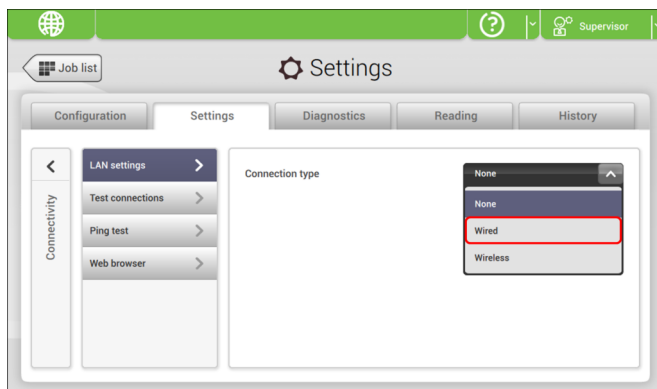 Supervisor
Job list
Settings
Configuration
Settings
Diagnostics
Reading
History
Connectivity
LAN settings
Test connections
Ping test
Web browser
Connection type
None
None
Wired
Wireless